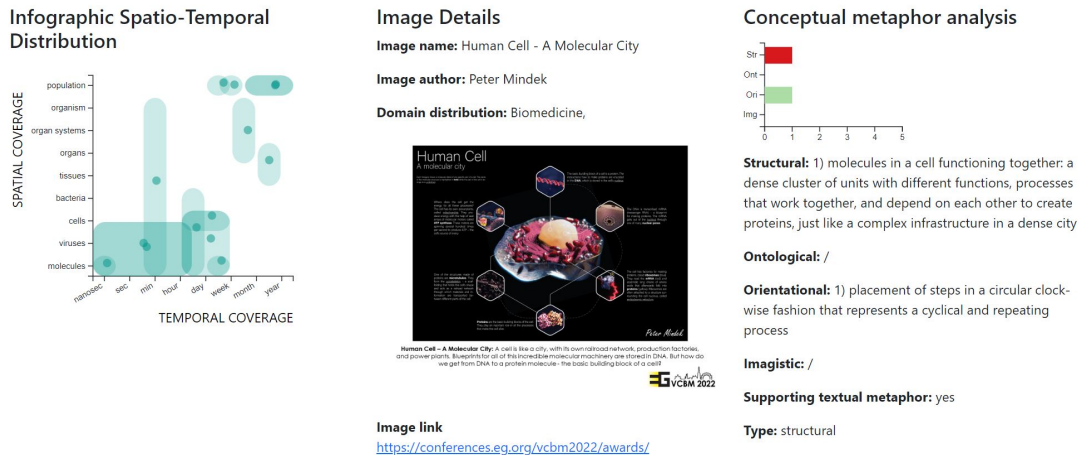 Infographic Spatio-Temporal
Distribution
SPATIAL COVERAGE
population
organism
organ systems
organs
tissues
bacteria
cells
viruses
molecules
nanosec
sec
min
hour
day
week
month
year
TEMPORAL COVERAGE
Image Details
Image name: Human Cell - A Molecular City
Image author: Peter Mindek
Domain distribution: Biomedicine,
Human Cell
A molecular city
Peter Mindek
Human Cell – A Molecular City: A cell is like a city, with its own railroad network, production factories,
and power plants. Blueprints for all of this incredible molecular machinery are stored in DNA. But how do
we get from DNA to a protein molecule - the basic building block of a cell?
EG VCBM 2022
Image link
https://conferences.eg.org/vcbm2022/awards/
Conceptual metaphor analysis
Str
Ont
Ori
Img
0 1 2 3 4 5
Structural: 1) molecules in a cell functioning together: a
dense cluster of units with different functions, processes
that work together, and depend on each other to create
proteins, just like a complex infrastructure in a dense city
Ontological: /
Orientational: 1) placement of steps in a circular clock-
wise fashion that represents a cyclical and repeating
process
Imagistic: /
Supporting textual metaphor: yes
Type: structural